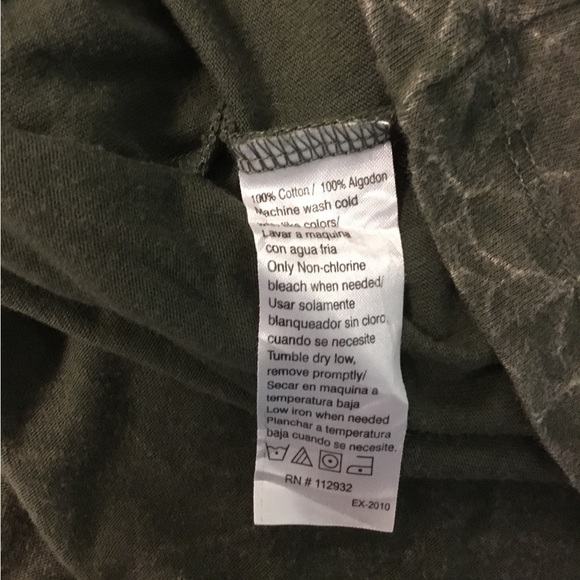 100% Cotton/ 100% Algodon
Machine wash cold
with like colors/
Lavar a maquina
con agua fria
Only Non-chlorine
bleach when needed/
Usar solamente
blanqueador sin cloro,
cuando se necesite
Tumble dry low,
remove promptly/
Secar en maquina a
temperatura baja
Low iron when needed
Planchar a temperatura
baja cuando se necesite.
RN # 112932
EX-2010